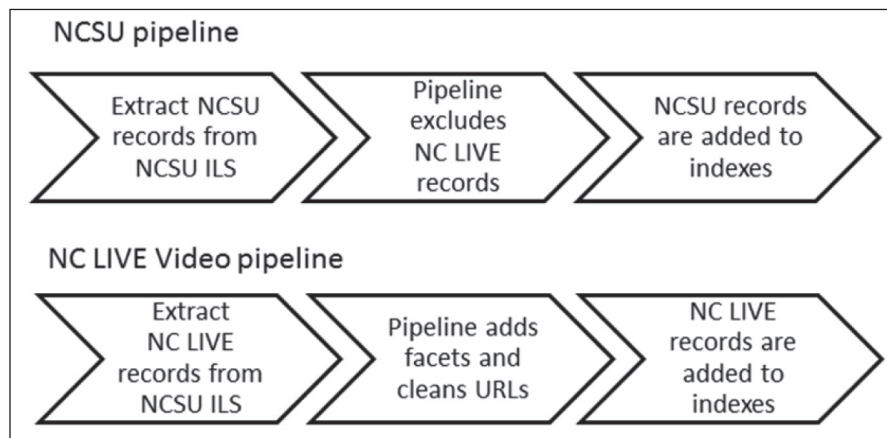 NCSU pipeline
Extract NCSU
records from
NCSU ILS
Pipeline
excludes
NC LIVE
records
NCSU records
are added to
indexes
NC LIVE Video pipeline
Extract
NC LIVE
records from
NCSU ILS
Pipeline adds
facets and
cleans URLs
NC LIVE
records are
added to
indexes